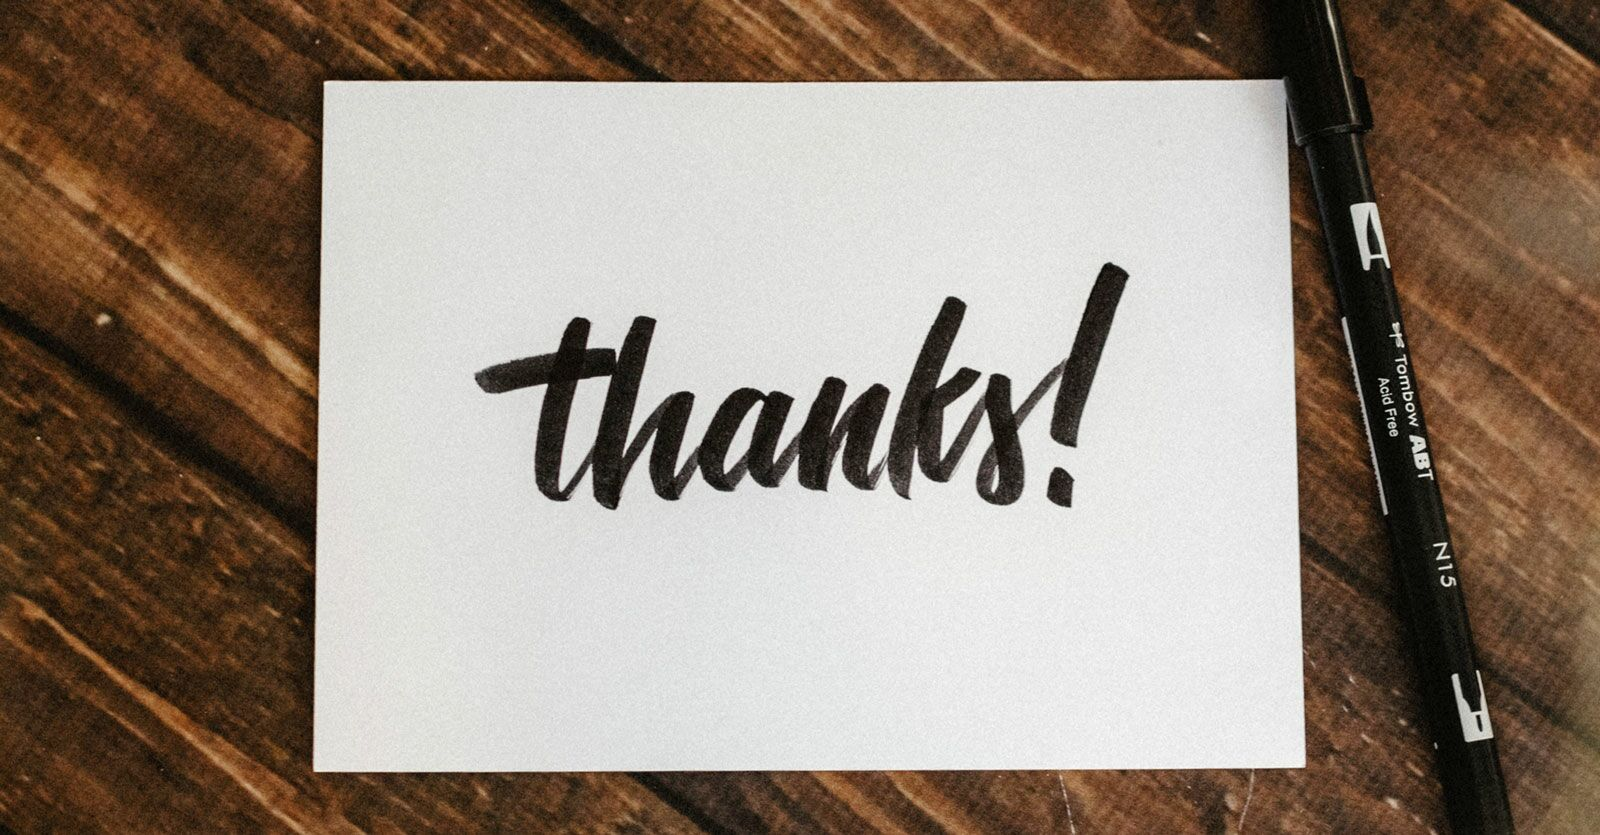 thanks!
Tombow ABT
Acid Free
N15